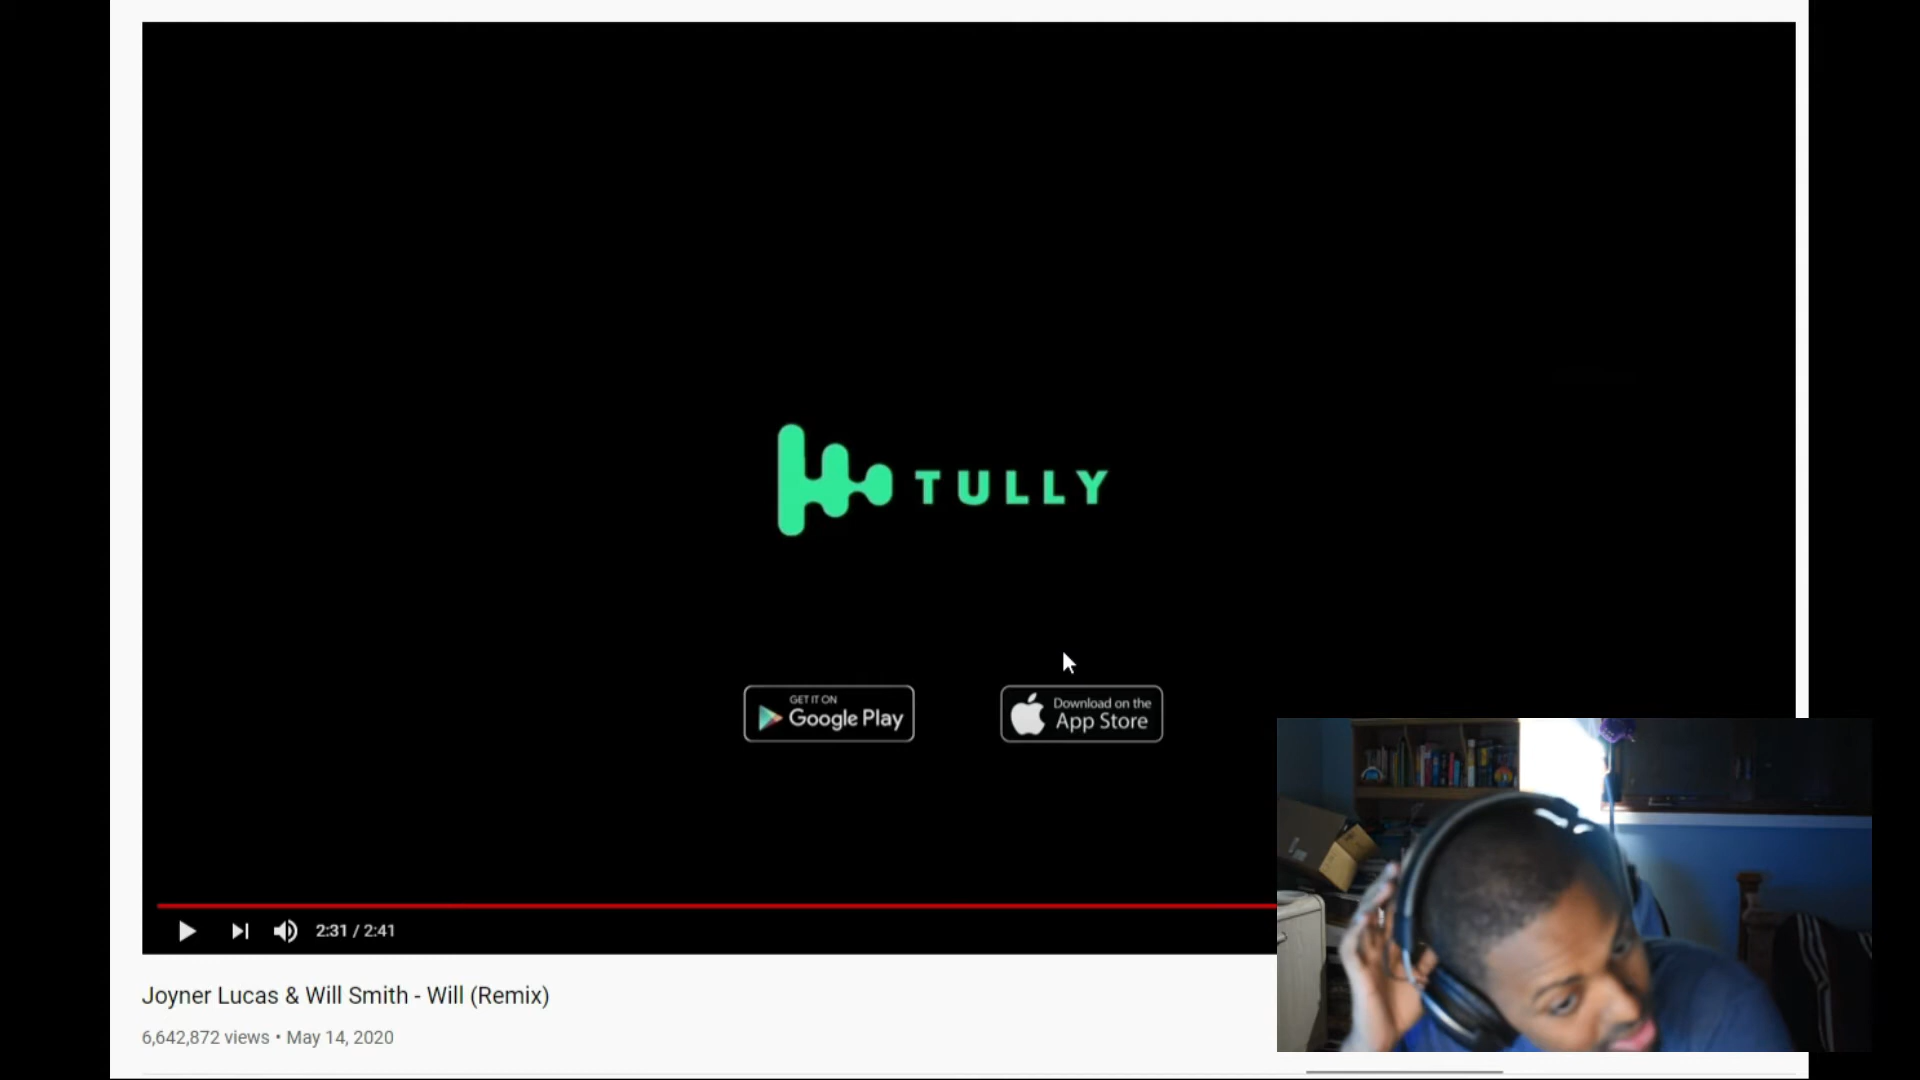 TULLY
GET IT ON
Google Play
Download on the
App Store
2:31 / 2:41
Joyner Lucas & Will Smith - Will (Remix)
6,642,872 views • May 14, 2020